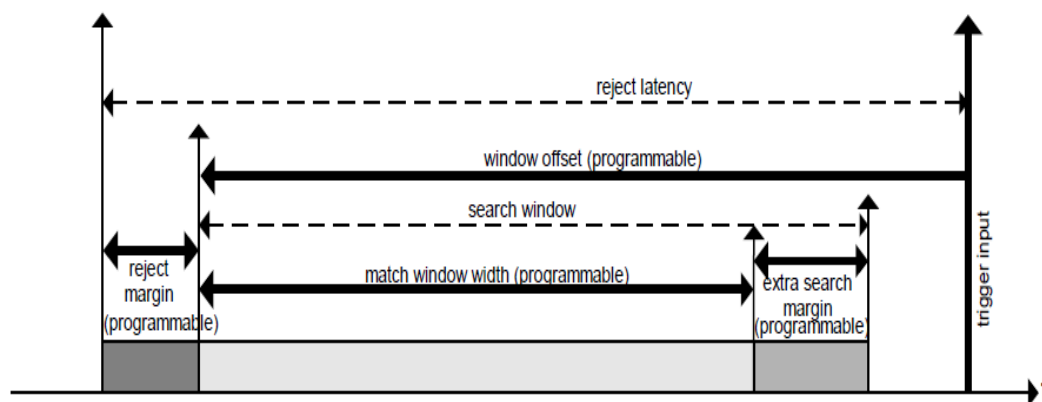 reject latency
window offset (programmable)
search window
reject
margin
(programmable)
match window width (programmable)
extra search
margin
(programmable)
trigger input